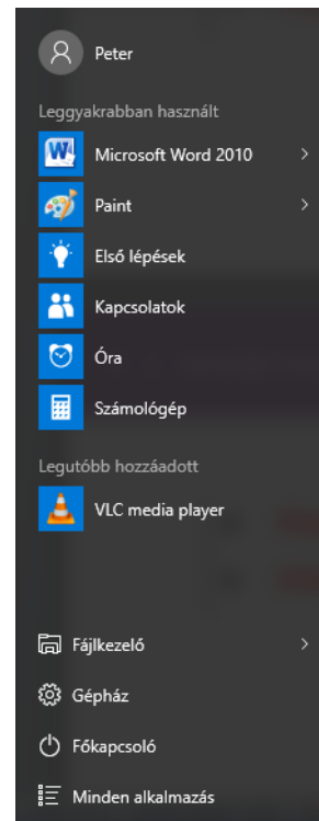 Peter
Leggyakrabban használt
Microsoft Word 2010
Paint
Első lépések
Kapcsolatok
Óra
Számológép
Legutóbb hozzáadott
VLC media player
Fájlkezelő
Gépház
Főkapcsoló
Minden alkalmazás